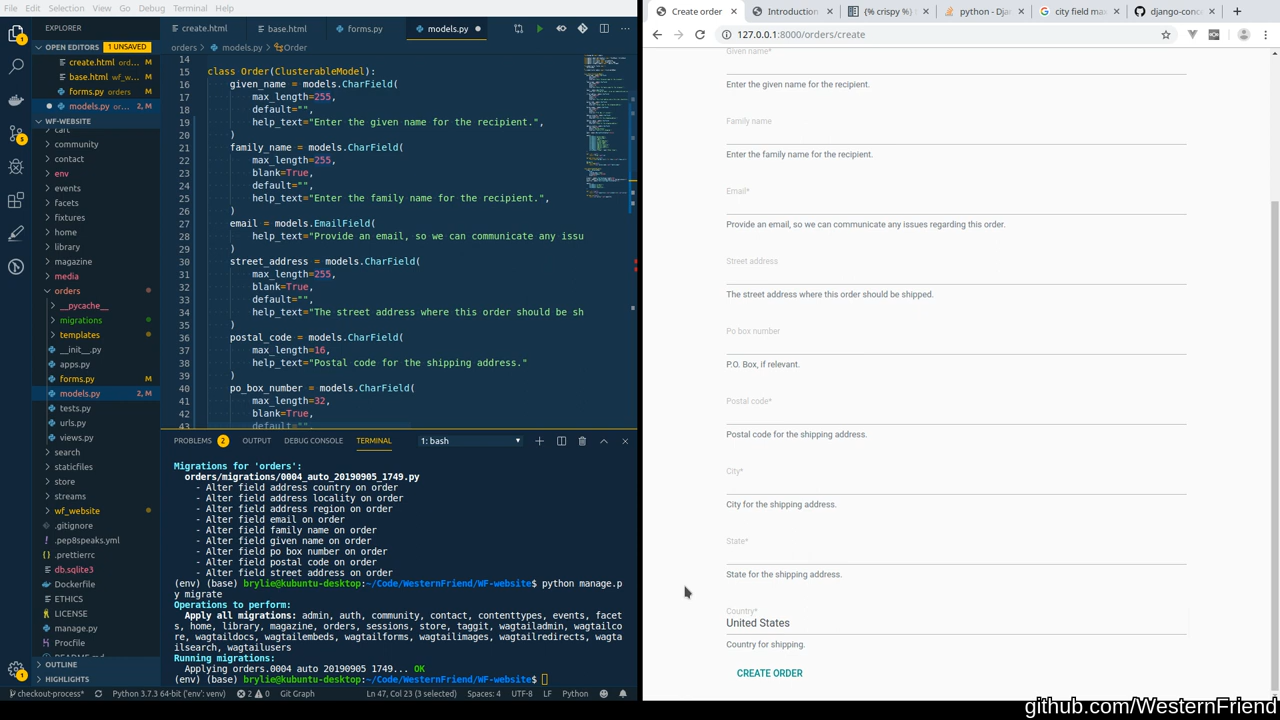 File Edit Selection View Go Debug Terminal Help
EXPLORER
OPEN EDITORS 1 UNSAVED
create.html ord... M
base.html wf_w... M
forms.py orders M
models.py or... 2, M
WF-WEBSITE
cart
community
contact
env
events
facets
fixtures
home
library
magazine
media
orders
__pycache__
migrations
templates
__init__.py
apps.py
forms.py M
models.py 2, M
tests.py
urls.py
views.py
search
staticfiles
store
streams
wf_website
.gitignore
.pep8speaks.yml
.prettierrc
db.sqlite3
Dockerfile
ETHICS
LICENSE
manage.py
Procfile
README.md
OUTLINE
HIGHLIGHTS
create.html base.html forms.py models.py
orders > models.py > Order
14
15 class Order(ClusterableModel):
16 given_name = models.CharField(
17 max_length=255,
18 default="",
19 help_text="Enter the given name for the recipient.",
20 )
21 family_name = models.CharField(
22 max_length=255,
23 blank=True,
24 default="",
25 help_text="Enter the family name for the recipient.",
26 )
27 email = models.EmailField(
28 help_text="Provide an email, so we can communicate any issu
29 )
30 street_address = models.CharField(
31 max_length=255,
32 blank=True,
33 default="",
34 help_text="The street address where this order should be sh
35 )
36 postal_code = models.CharField(
37 max_length=16,
38 help_text="Postal code for the shipping address."
39 )
40 po_box_number = models.CharField(
41 max_length=32,
42 blank=True,
43 default="",
PROBLEMS 2 OUTPUT DEBUG CONSOLE TERMINAL 1: bash
Migrations for 'orders':
orders/migrations/0004_auto_20190905_1749.py
- Alter field address country on order
- Alter field address locality on order
- Alter field address region on order
- Alter field email on order
- Alter field family name on order
- Alter field given name on order
- Alter field po box number on order
- Alter field postal code on order
- Alter field street address on order
(env) (base) brylie@kubuntu-desktop:~/Code/WesternFriend/WF-website$ python manage.p
y migrate
Operations to perform:
Apply all migrations: admin, auth, community, contact, contenttypes, events, facet
s, home, library, magazine, orders, sessions, store, taggit, wagtailadmin, wagtailco
re, wagtaildocs, wagtailembeds, wagtailforms, wagtailimages, wagtailredirects, wagta
ilsearch, wagtailusers
Running migrations:
Applying orders.0004 auto 20190905 1749... OK
(env) (base) brylie@kubuntu-desktop:~/Code/WesternFriend/WF-website$
checkout-process* Python 3.7.3 64-bit ('env': venv) 2 0 Git Graph Ln 47, Col 23 (3 selected) Spaces: 4 UTF-8 LF Python
Create order Introduction {% crispy %} python - Dja city field ma django-conc
127.0.0.1:8000/orders/create
Given name*
Enter the given name for the recipient.
Family name
Enter the family name for the recipient.
Email*
Provide an email, so we can communicate any issues regarding this order.
Street address
The street address where this order should be shipped.
Po box number
P.O. Box, if relevant.
Postal code*
Postal code for the shipping address.
City*
City for the shipping address.
State*
State for the shipping address.
Country*
United States
Country for shipping.
CREATE ORDER
github.com/WesternFriend